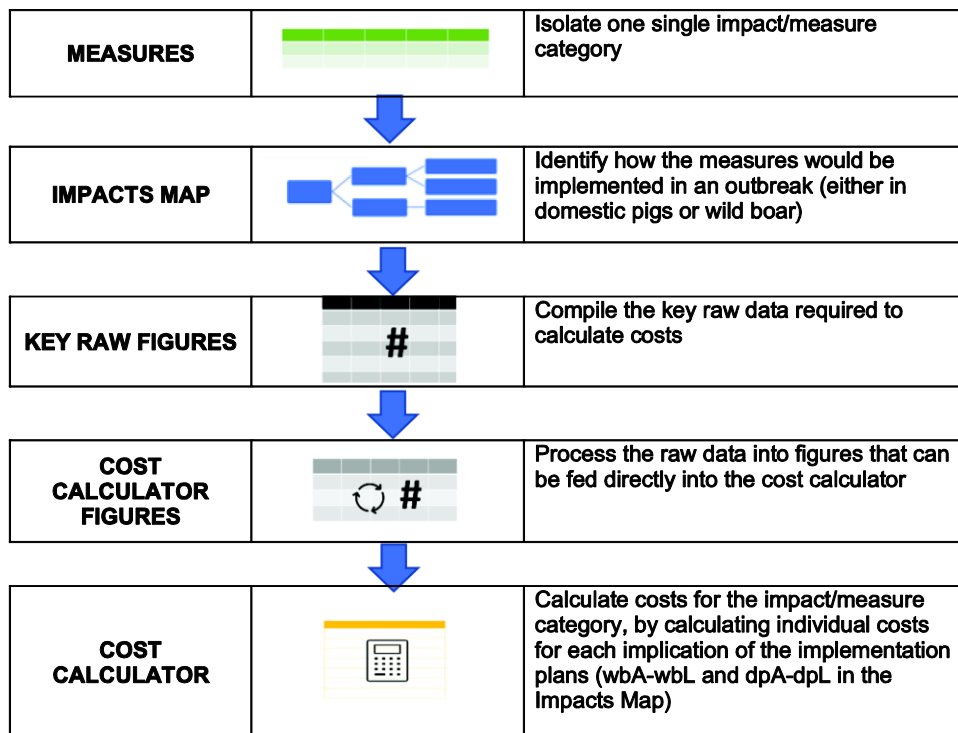 MEASURES
Isolate one single impact/measure
category
IMPACTS MAP
Identify how the measures would be
implemented in an outbreak (either in
domestic pigs or wild boar)
KEY RAW FIGURES
#
Compile the key raw data required to
calculate costs
COST
CALCULATOR
FIGURES
#
Process the raw data into figures that can
be fed directly into the cost calculator
COST
CALCULATOR
Calculate costs for the impact/measure
category, by calculating individual costs
for each implication of the implementation
plans (wbA-wbL and dpA-dpL in the
Impacts Map)